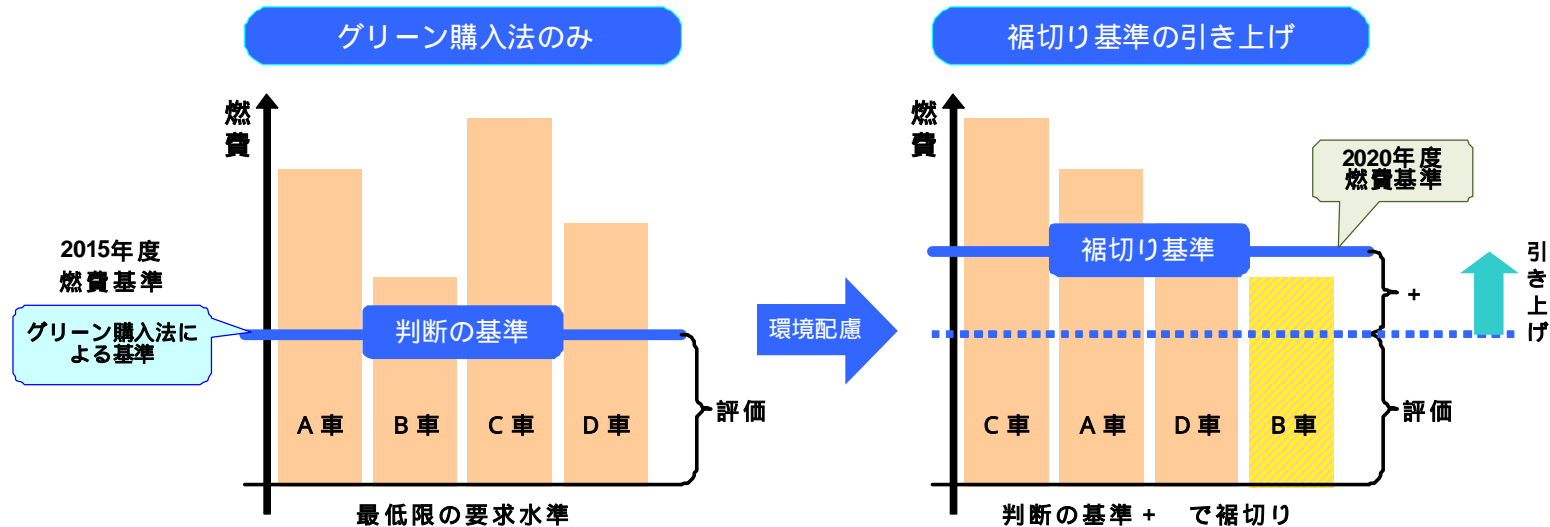 グリーン購入法のみ
燃
費
2015年度
燃費基準
グリーン購入法に
よる基準
判断の基準
A車
B車
C車
D車
評価
最低限の要求水準
環境配慮
裾切り基準の引き上げ
燃
費
2020年度
燃費基準
裾切り基準
+
引
き
上
げ
C車
A車
D車
B車
評価
判断の基準+ で裾切り